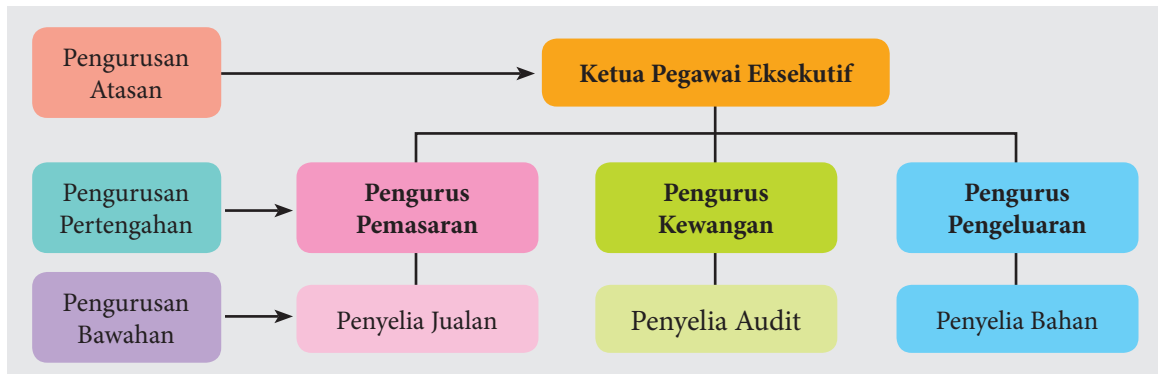 Pengurusan
Atasan
Ketua Pegawai Eksekutif
Pengurusan
Pertengahan
Pengurus
Pemasaran
Pengurus
Kewangan
Pengurus
Pengeluaran
Pengurusan
Bawahan
Penyelia Jualan
Penyelia Audit
Penyelia Bahan